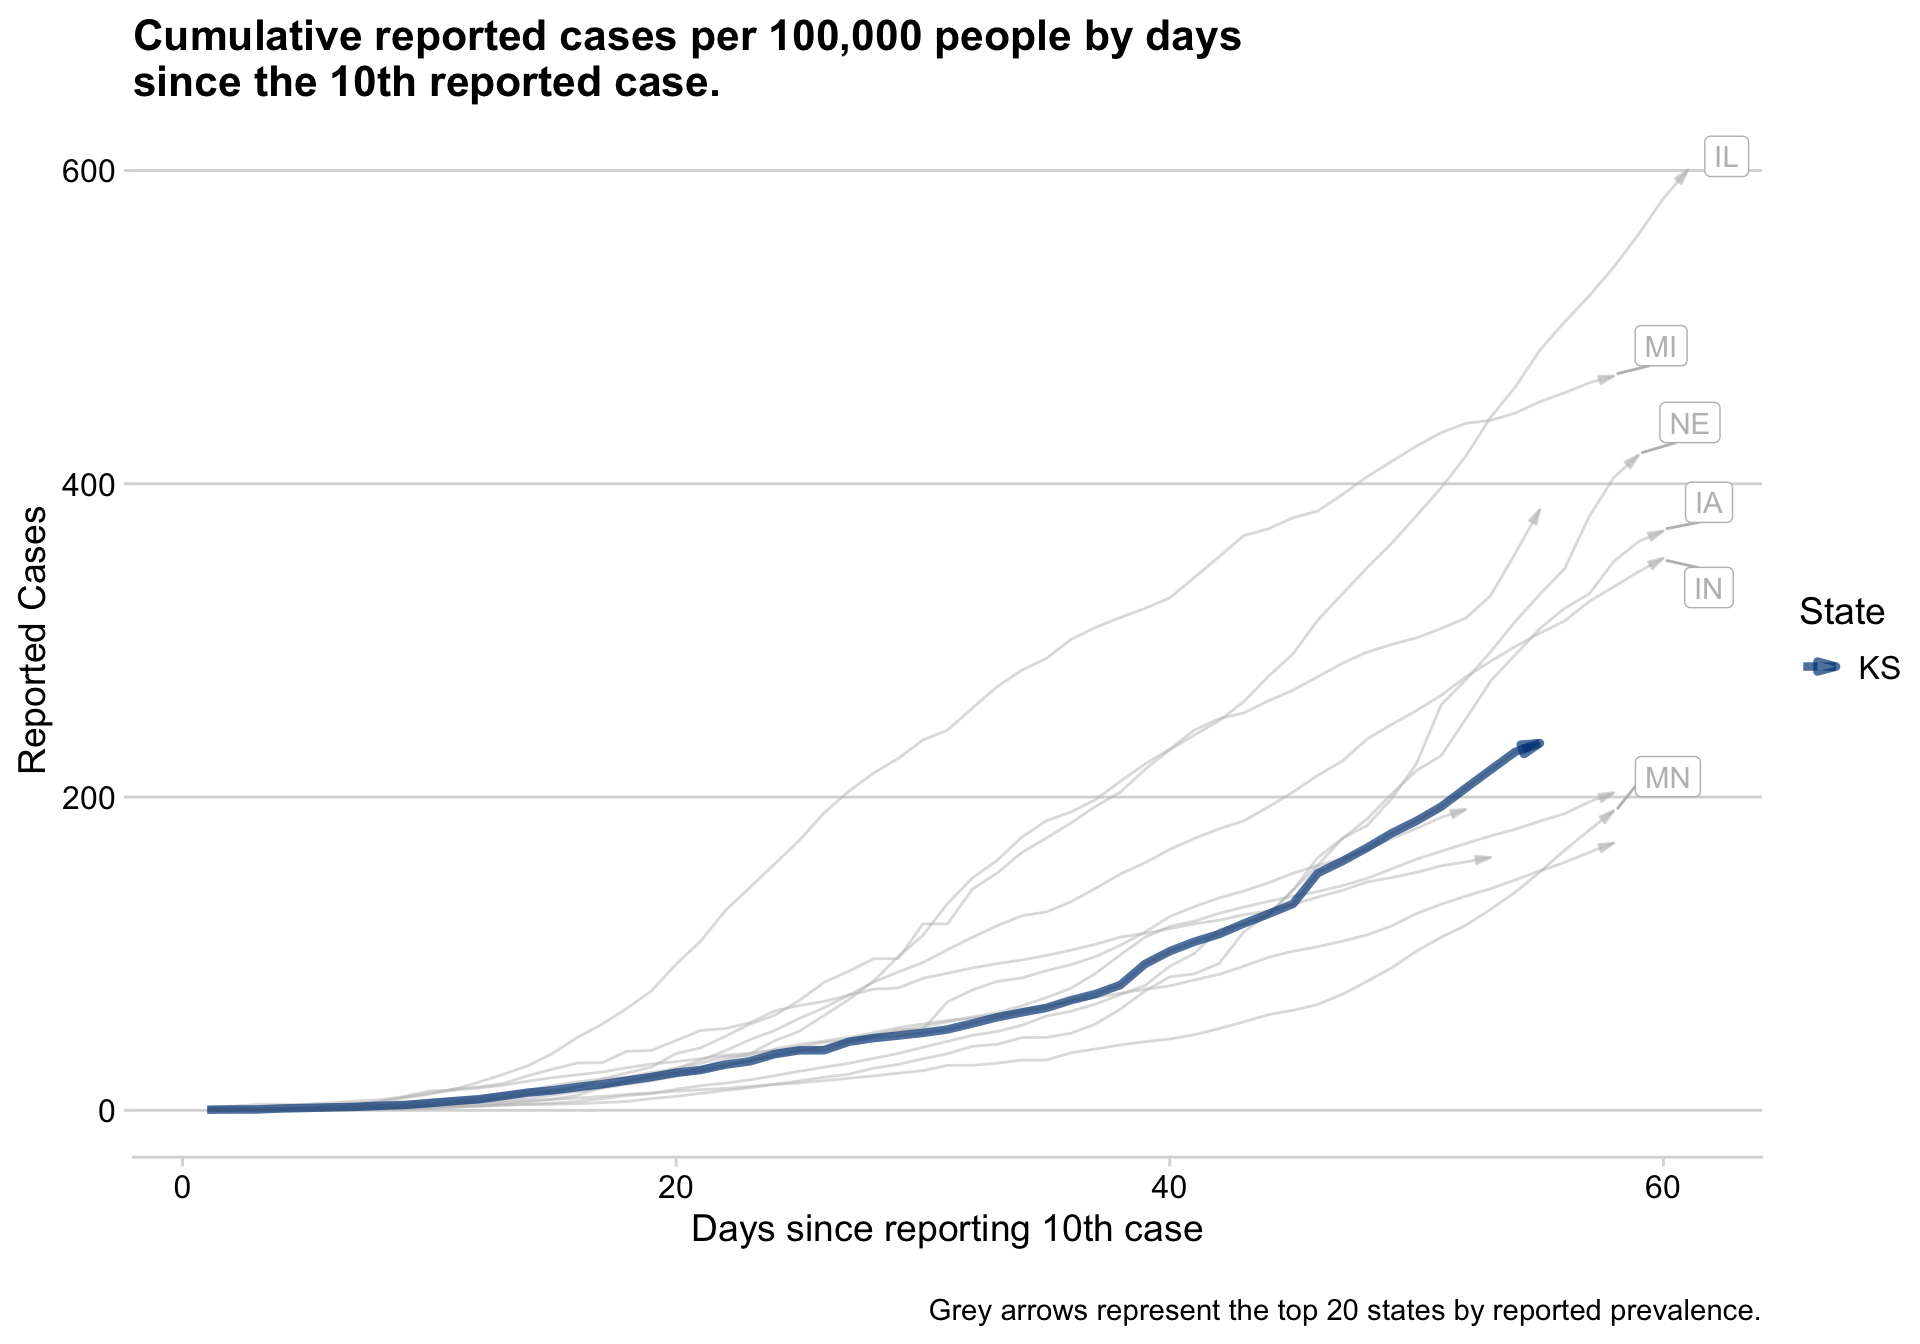 Cumulative reported cases per 100,000 people by days
since the 10th reported case.
600
400
200
0
Reported Cases
IL
MI
NE
IA
IN
MN
State
KS
0
20
40
60
Days since reporting 10th case
Grey arrows represent the top 20 states by reported prevalence.